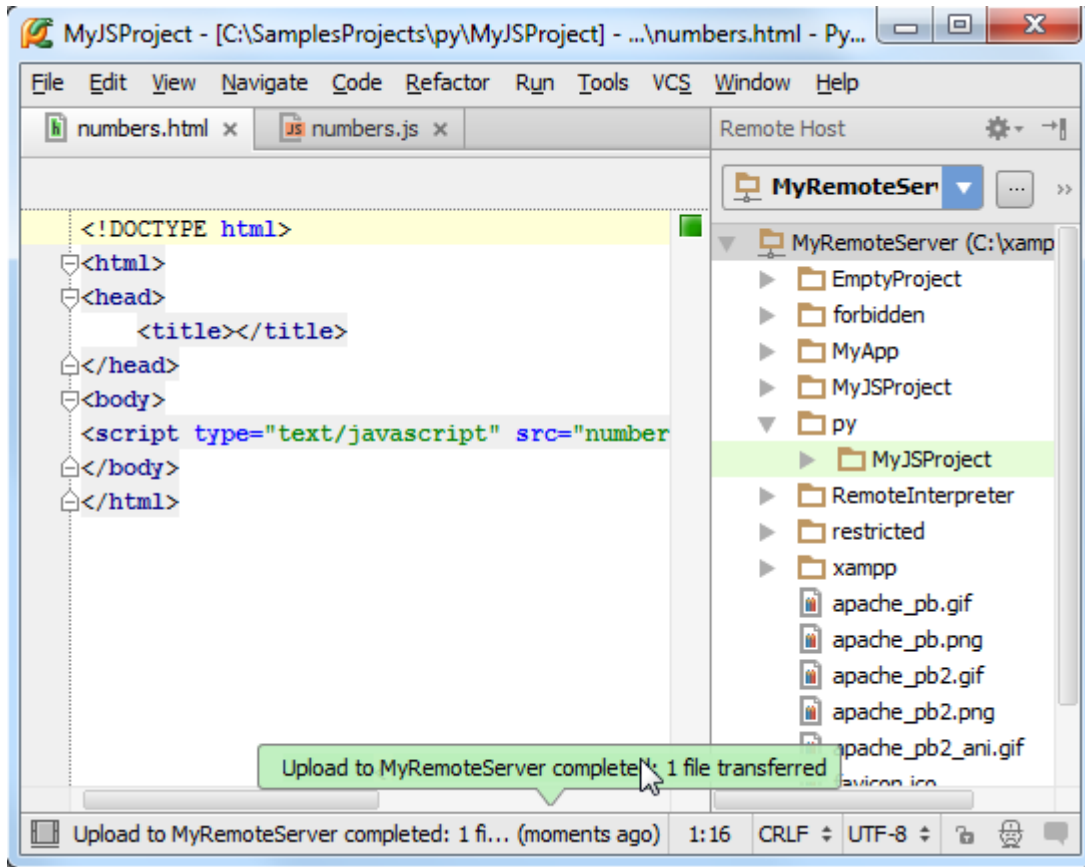 MyJSProject - [C:\SamplesProjects\py\MyJSProject] - ...\numbers.html - Py...
File Edit View Navigate Code Refactor Run Tools VCS Window Help
numbers.html numbers.js
Remote Host
MyRemoteSer
<!DOCTYPE html>
<html>
<head>
<title></title>
</head>
<body>
<script type="text/javascript" src="number
</body>
</html>
MyRemoteServer (C:\xamp
EmptyProject
forbidden
MyApp
MyJSProject
py
MyJSProject
RemoteInterpreter
restricted
xampp
apache_pb.gif
apache_pb.png
apache_pb2.gif
apache_pb2.png
apache_pb2_ani.gif
favicon.ico
Upload to MyRemoteServer completed: 1 file transferred
Upload to MyRemoteServer completed: 1 fi... (moments ago) 1:16 CRLF UTF-8